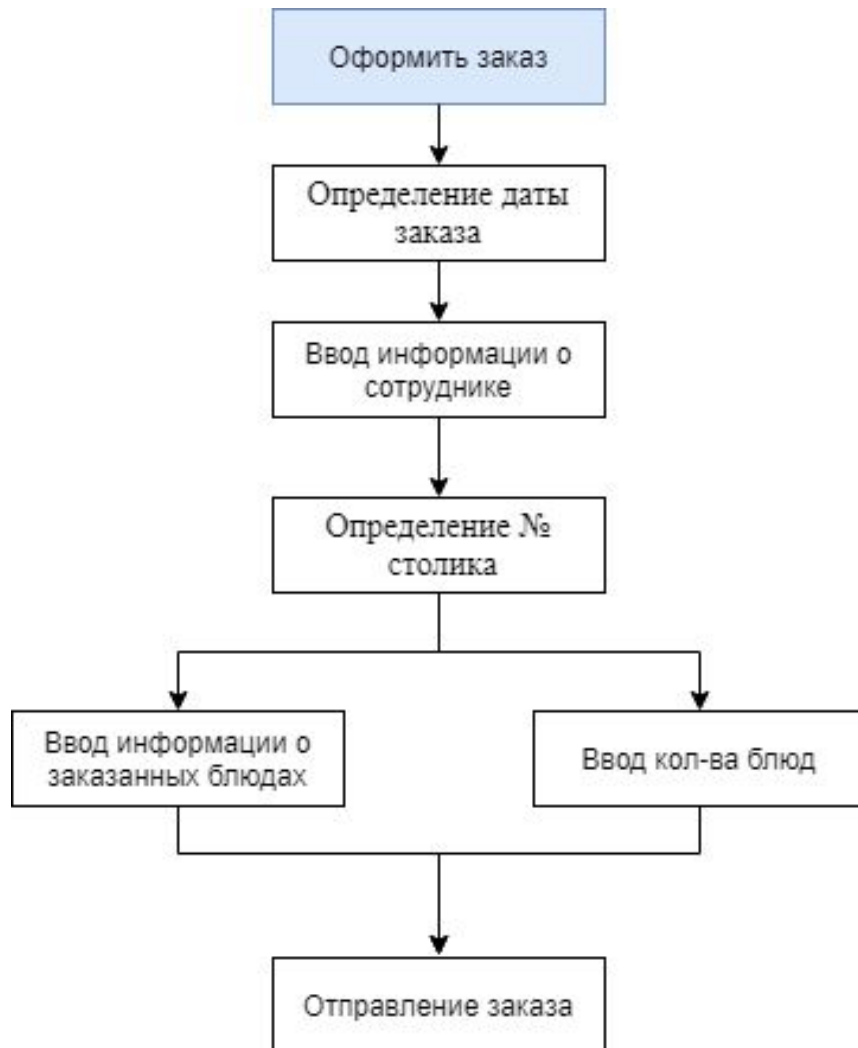 Оформить заказ
Определение даты
заказа
Ввод информации о
сотруднике
Определение №
столика
Ввод информации о
заказанных блюдах
Ввод кол-ва блюд
Отправление заказа